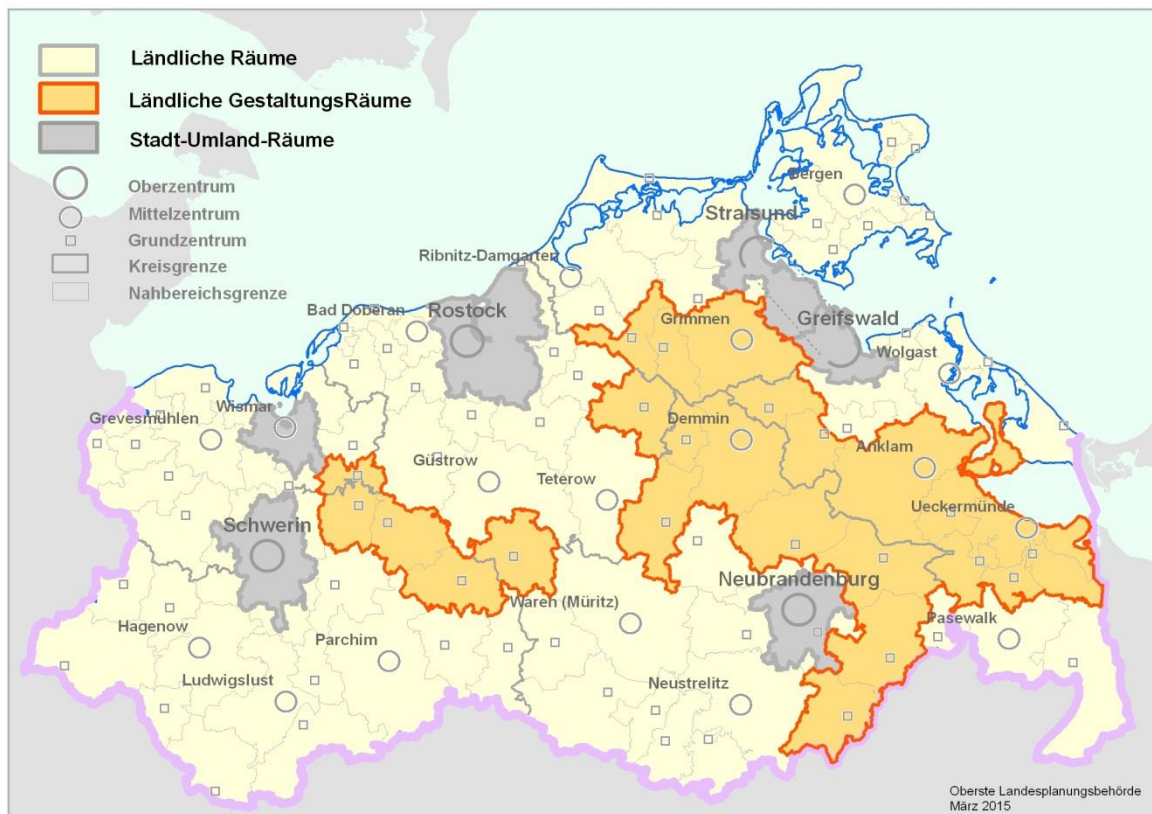 Ländliche Räume
Ländliche GestaltungsRäume
Stadt-Umland-Räume
Oberzentrum
Mittelzentrum
Grundzentrum
Kreisgrenze
Nahbereichsgrenze
Bergen
Stralsund
Ribnitz-Damgarten
Bad Doberan
Rostock
Grimmen
Greifswald
Wolgast
Wismar
Grevesmühlen
Demmin
Anklam
Güstrow
Teterow
Ueckermünde
Schwerin
Neubrandenburg
Waren (Müritz)
Pasewalk
Hagenow
Parchim
Ludwigslust
Neustrelitz
Oberste Landesplanungsbehörde
März 2015